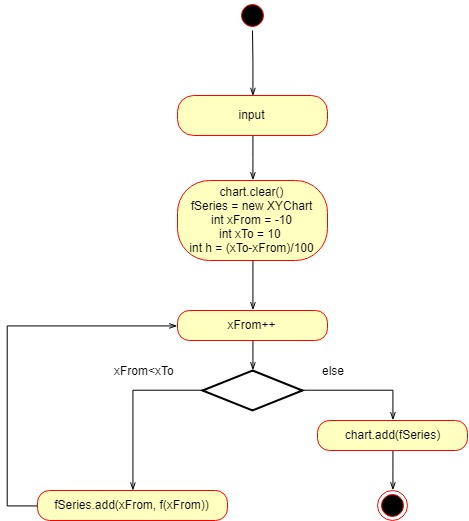 input
chart.clear()
fSeries = new XYChart
int xFrom = -10
int xTo = 10
int h = (xTo-xFrom)/100
xFrom++
xFrom<xTo
else
chart.add(fSeries)
fSeries.add(xFrom, f(xFrom))